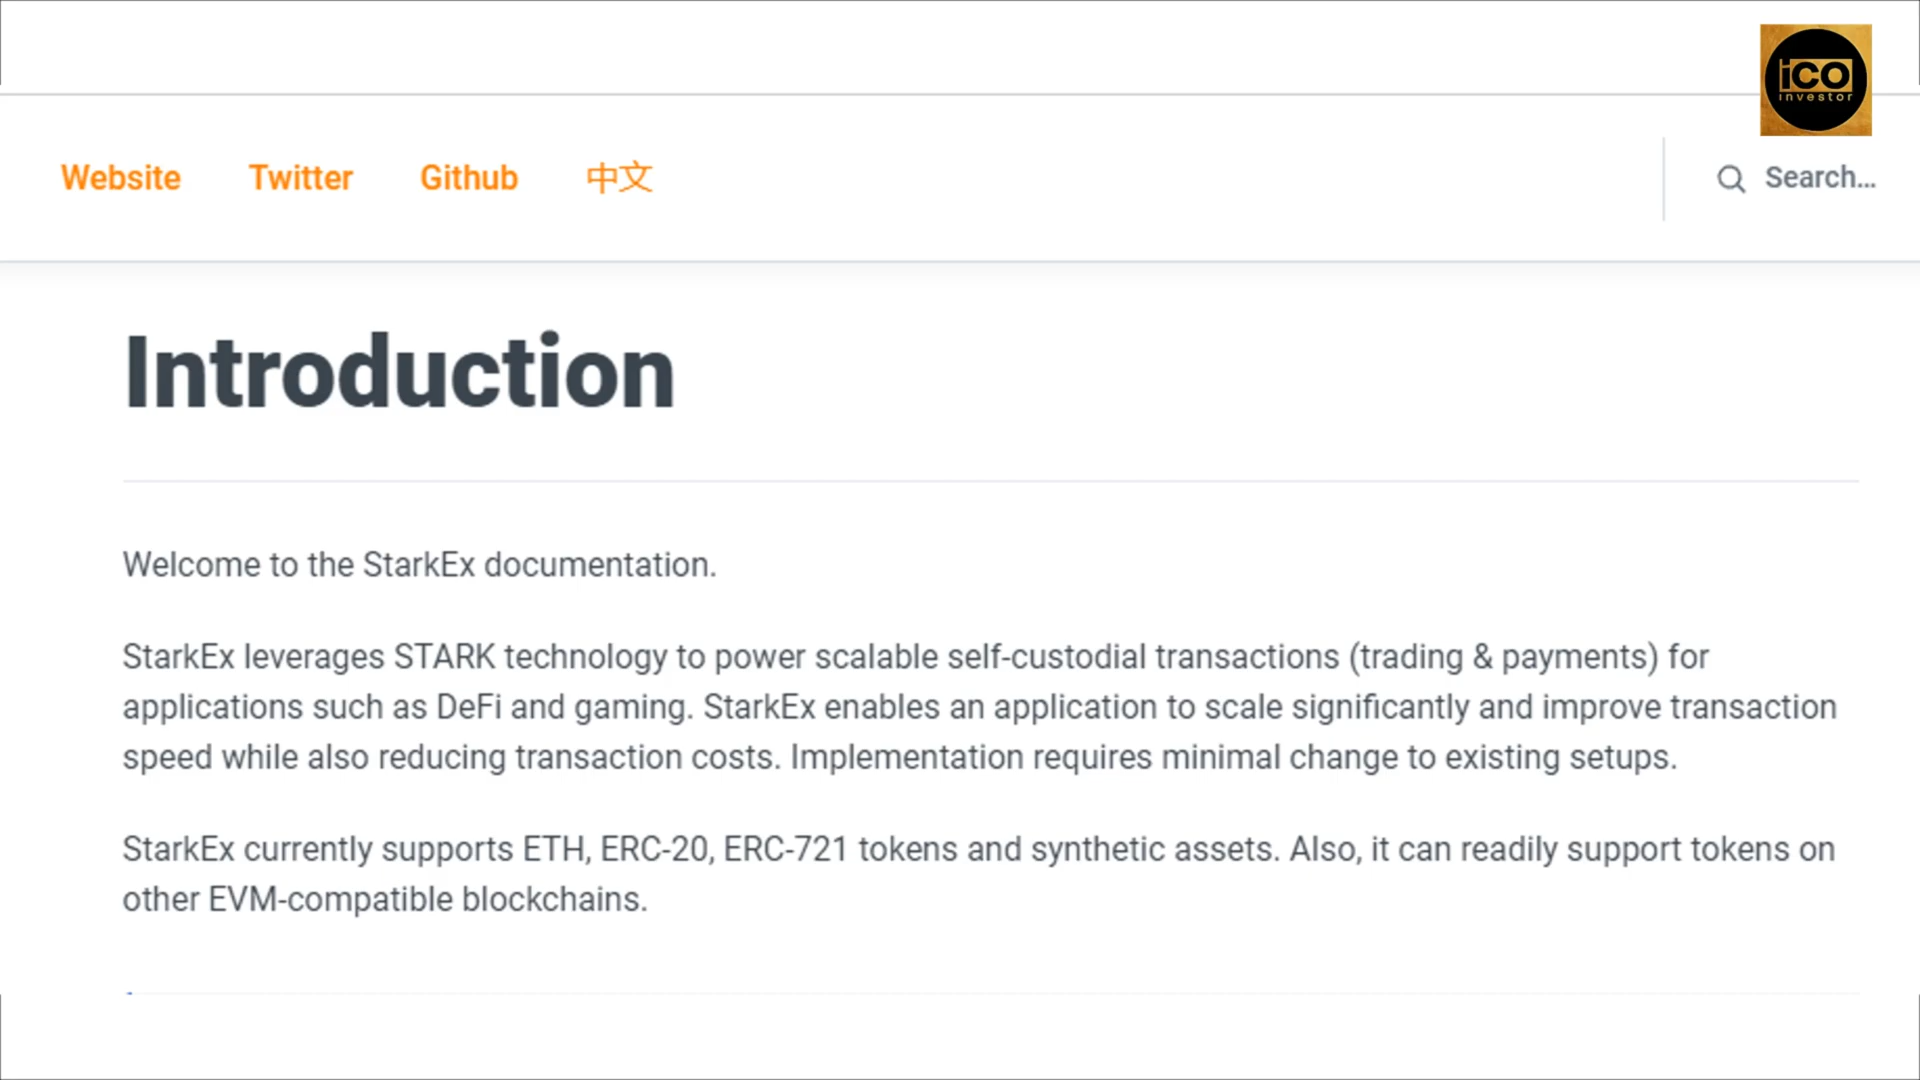 iCO
investor
Website Twitter Github 中文
Search...
Introduction
Welcome to the StarkEx documentation.
StarkEx leverages STARK technology to power scalable self-custodial transactions (trading & payments) for
applications such as DeFi and gaming. StarkEx enables an application to scale significantly and improve transaction
speed while also reducing transaction costs. Implementation requires minimal change to existing setups.
StarkEx currently supports ETH, ERC-20, ERC-721 tokens and synthetic assets. Also, it can readily support tokens on
other EVM-compatible blockchains.